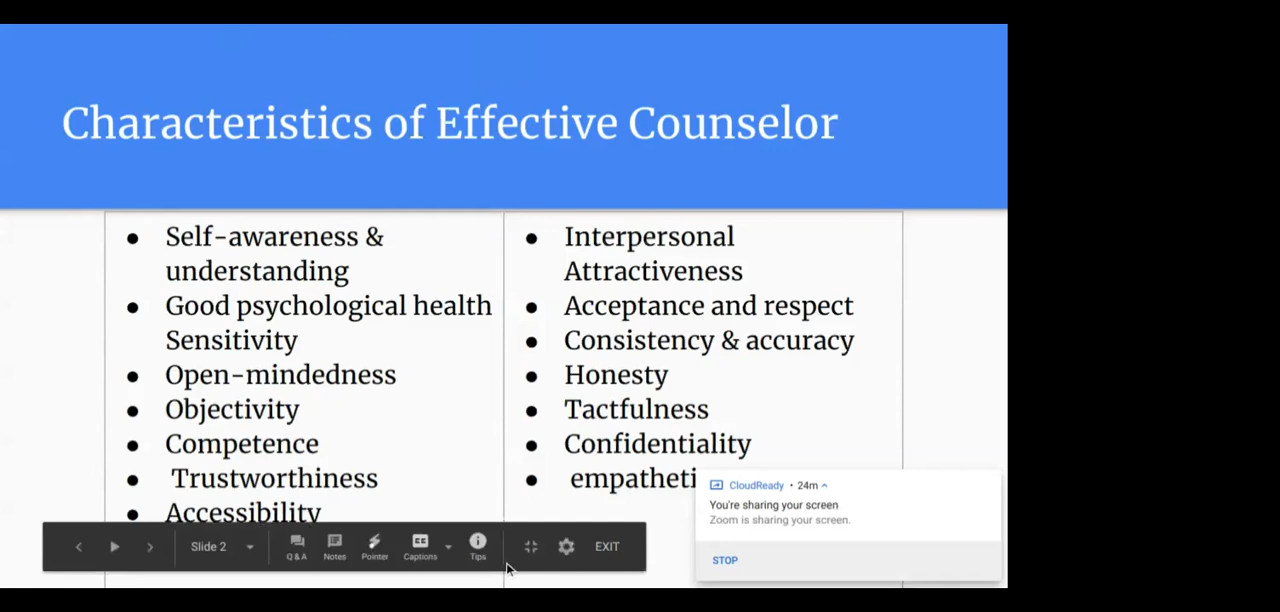 Characteristics of Effective Counselor
Self-awareness &
understanding
Good psychological health
Sensitivity
Open-mindedness
Objectivity
Competence
Trustworthiness
Accessibility
Interpersonal
Attractiveness
Acceptance and respect
Consistency & accuracy
Honesty
Tactfulness
Confidentiality
empatheti
CloudReady • 24m
You're sharing your screen
Zoom is sharing your screen.
STOP
Slide 2
Q & A
Notes
Pointer
Captions
Tips
EXIT